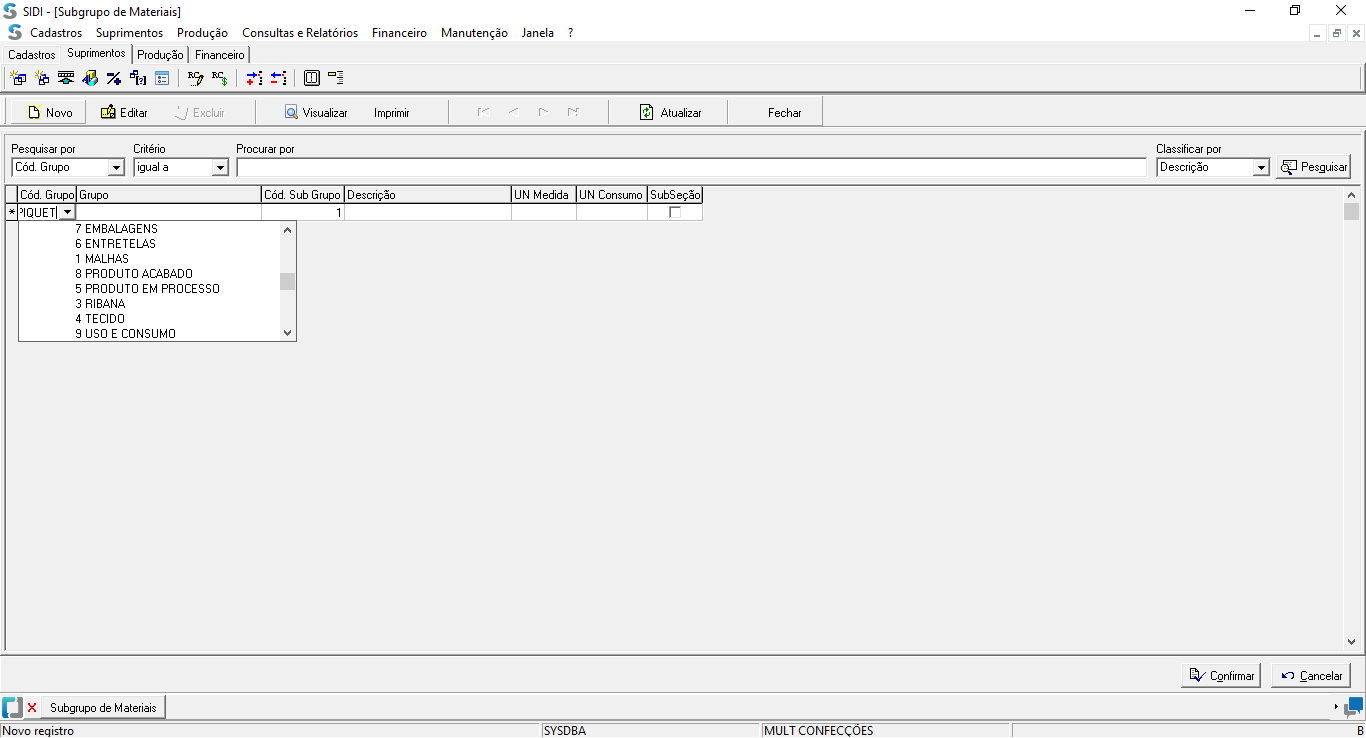 SIDI - [Subgrupo de Materiais]
Cadastros Suprimentos Produção Consultas e Relatórios Financeiro Manutenção Janela ?
Cadastros Suprimentos Produção Financeiro
Novo Editar Excluir Visualizar Imprimir Atualizar Fechar
Pesquisar por Critério Procurar por Classificar por
Cód. Grupo igual a Descrição Pesquisar
Cód. Grupo Grupo Cód. Sub Grupo Descrição UN Medida UN Consumo SubSeção
* PIQUET 1
7 EMBALAGENS
6 ENTRETELAS
1 MALHAS
8 PRODUTO ACABADO
5 PRODUTO EM PROCESSO
3 RIBANA
4 TECIDO
9 USO E CONSUMO
Confirmar Cancelar
Subgrupo de Materiais
Novo registro SYSDBA MULT CONFECÇÕES B